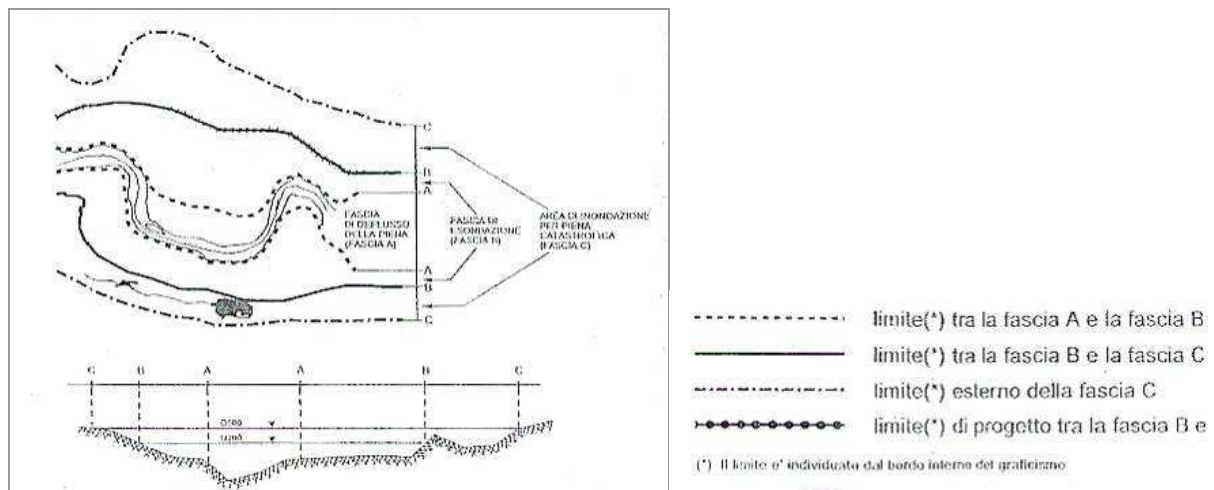 C
B
A
FASCIA
DI DEFLUSSO
DELLA PIENA
(FASCIA A)
FASCIA DI
ESONDAZIONE
(FASCIA B)
AREA DI INONDAZIONE
PER PIENA
CATASTROFICA
(FASCIA C)
A
B
C
C B A A B C
Q500
Q200
limite(*) tra la fascia A e la fascia B
limite(*) tra la fascia B e la fascia C
limite(*) esterno della fascia C
limite(*) di progetto tra la fascia B e
(*) Il limite e' individuato dal bordo interno del graficismo